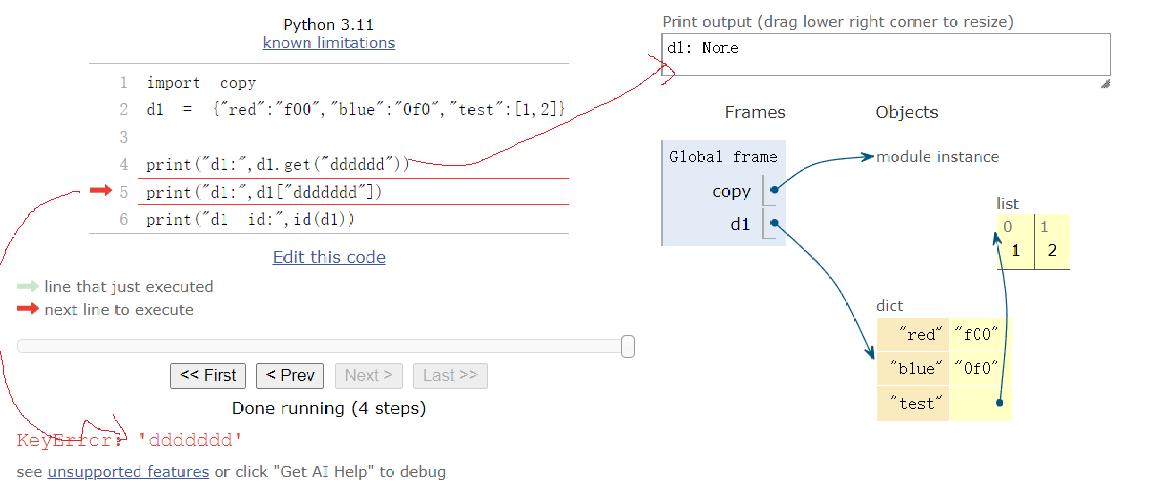 Python 3.11
known limitations
1 import copy
2 d1 = {"red":"f00","blue":"0f0","test":[1,2]}
3
4 print("d1:",d1.get("dddddd"))
5 print("d1:",d1["ddddddd"])
6 print("d1 id:",id(d1))
Edit this code
line that just executed
next line to execute
<< First < Prev Next > Last >>
Done running (4 steps)
KeyError: 'ddddddd'
see unsupported features or click "Get AI Help" to debug
Print output (drag lower right corner to resize)
d1: None
Frames Objects
Global frame
copy
d1
module instance
list
0 1
1 2
dict
"red" "f00"
"blue" "0f0"
"test"